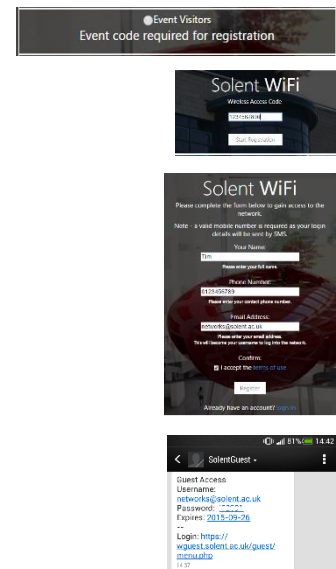 Event Visitors
Event code required for registration
Solent WiFi
Wireless Access Code
Start Registration
Solent WiFi
Please complete the form below to gain access to the
network.
Note - a valid mobile number is required as your login
details will be sent by SMS.
Your Name:
Tim
Please enter your full name.
Phone Number:
0123456789
Please enter your contact phone number.
Email Address:
networks@solent.ac.uk
Please enter your email address.
This will become your username to log into the network.
Confirm:
I accept the terms of use
Register
Already have an account? Sign In
81% 14:42
SolentGuest
Guest Access
Username:
networks@solent.ac.uk
Password:
Expires: 2015-09-26
--
Login: https://
wguest.solent.ac.uk/guest/
menu.php
14:37